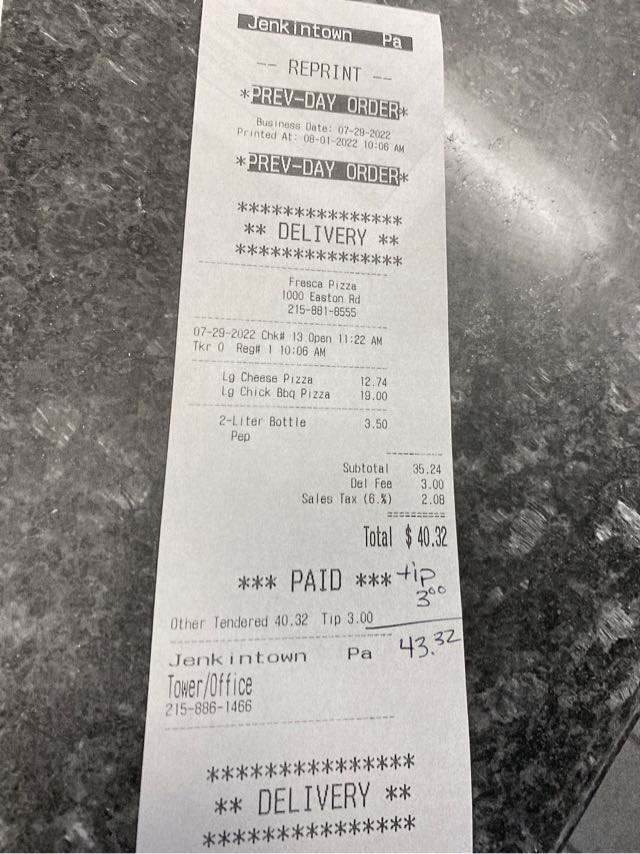 Jenkintown Pa
-- REPRINT --
*PREV-DAY ORDER*
Business Date: 07-29-2022
Printed At: 08-01-2022 10:06 AM
*PREV-DAY ORDER*
***************
** DELIVERY **
***************
Fresca Pizza
1000 Easton Rd
215-881-8555
07-29-2022 Chk# 13 Open 11:22 AM
Tkr 0 Reg# 1 10:06 AM
Lg Cheese Pizza 12.74
Lg Chick Bbq Pizza 19.00
2-Liter Bottle 3.50
Pep
Subtotal 35.24
Del Fee 3.00
Sales Tax (6.%) 2.08
==========
Total $ 40.32
*** PAID *** tip
3.00
Other Tendered 40.32 Tip 3.00
Jenkintown Pa 43.32
Tower/Office
215-886-1466
***************
** DELIVERY **
***************